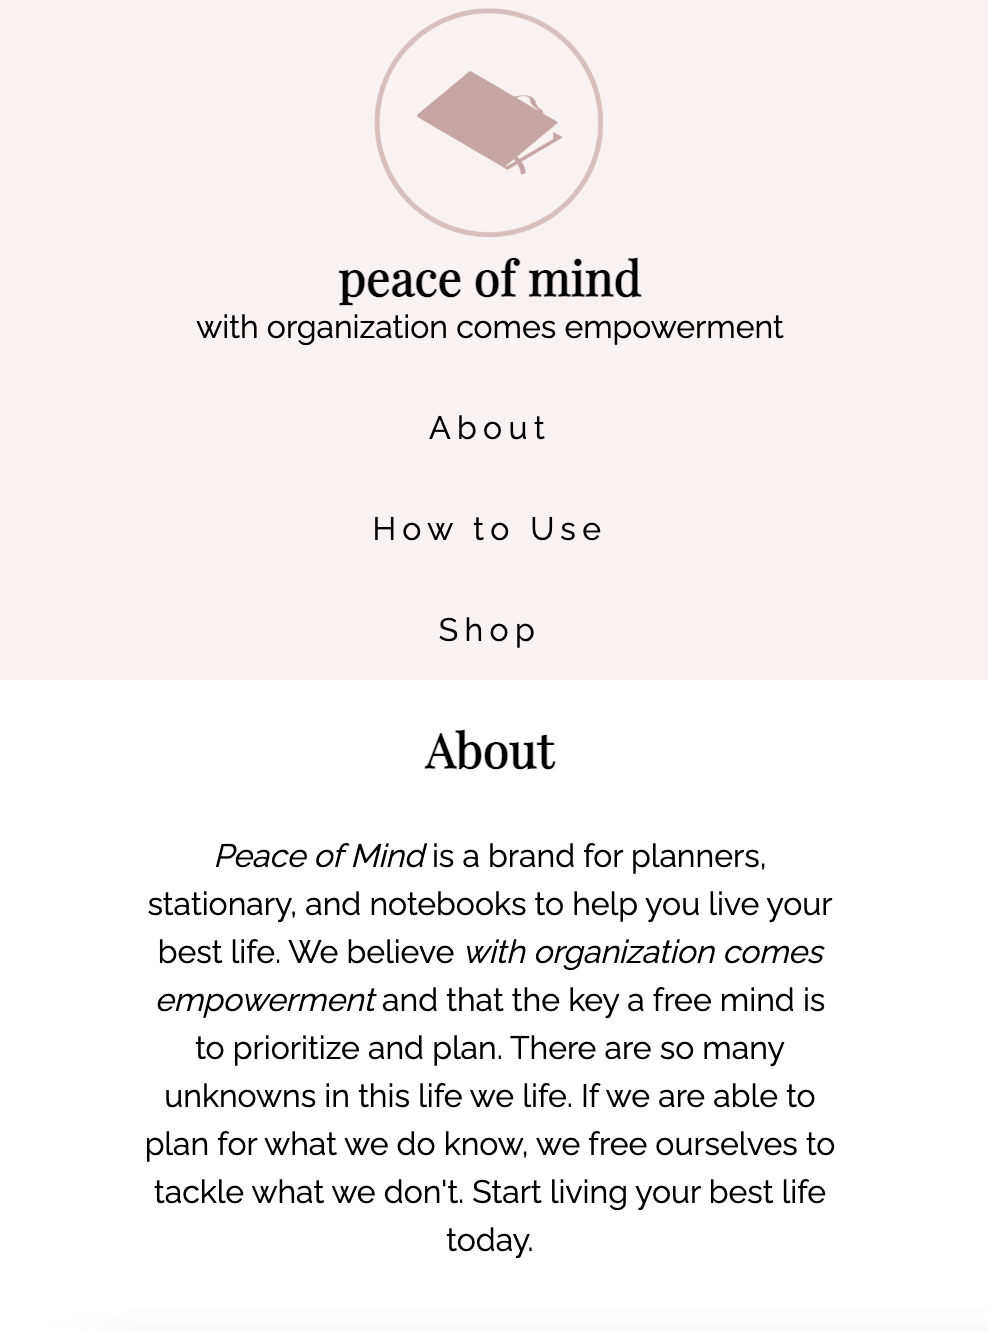 peace of mind
with organization comes empowerment
About
How to Use
Shop
About
Peace of Mind is a brand for planners,
stationary, and notebooks to help you live your
best life. We believe with organization comes
empowerment and that the key a free mind is
to prioritize and plan. There are so many
unknowns in this life we life. If we are able to
plan for what we do know, we free ourselves to
tackle what we don't. Start living your best life
today.